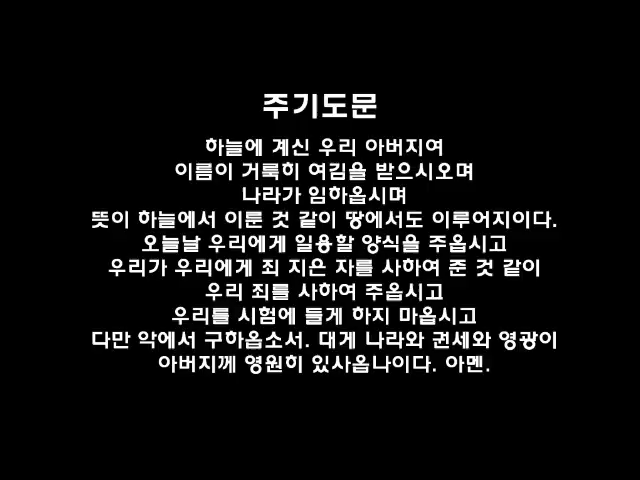 주기도문
하늘에 계신 우리 아버지여
이름이 거룩히 여김을 받으시오며
나라가 임하옵시며
뜻이 하늘에서 이룬 것 같이 땅에서도 이루어지이다.
오늘날 우리에게 일용할 양식을 주옵시고
우리가 우리에게 죄 지은 자를 사하여 준 것 같이
우리 죄를 사하여 주옵시고
우리를 시험에 들게 하지 마옵시고
다만 악에서 구하옵소서. 대게 나라와 권세와 영광이
아버지께 영원히 있사옵나이다. 아멘.